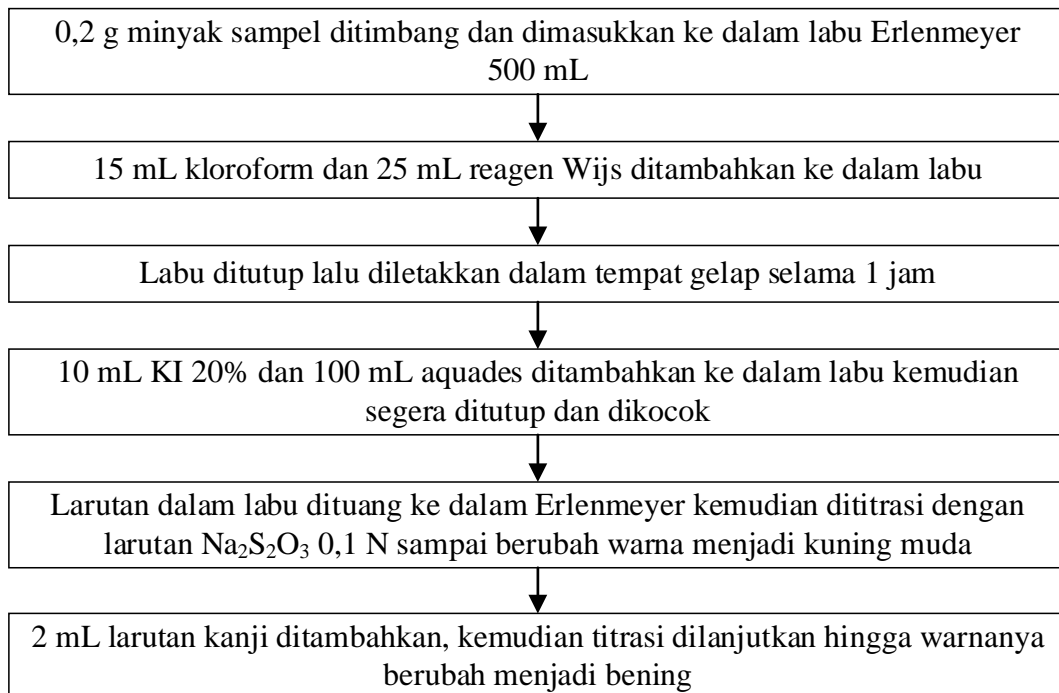 0,2 g minyak sampel ditimbang dan dimasukkan ke dalam labu Erlenmeyer
500 mL
15 mL kloroform dan 25 mL reagen Wijs ditambahkan ke dalam labu
Labu ditutup lalu diletakkan dalam tempat gelap selama 1 jam
10 mL KI 20% dan 100 mL aquades ditambahkan ke dalam labu kemudian
segera ditutup dan dikocok
Larutan dalam labu dituang ke dalam Erlenmeyer kemudian dititrasi dengan
larutan Na₂S₂O₃ 0,1 N sampai berubah warna menjadi kuning muda
2 mL larutan kanji ditambahkan, kemudian titrasi dilanjutkan hingga warnanya
berubah menjadi bening